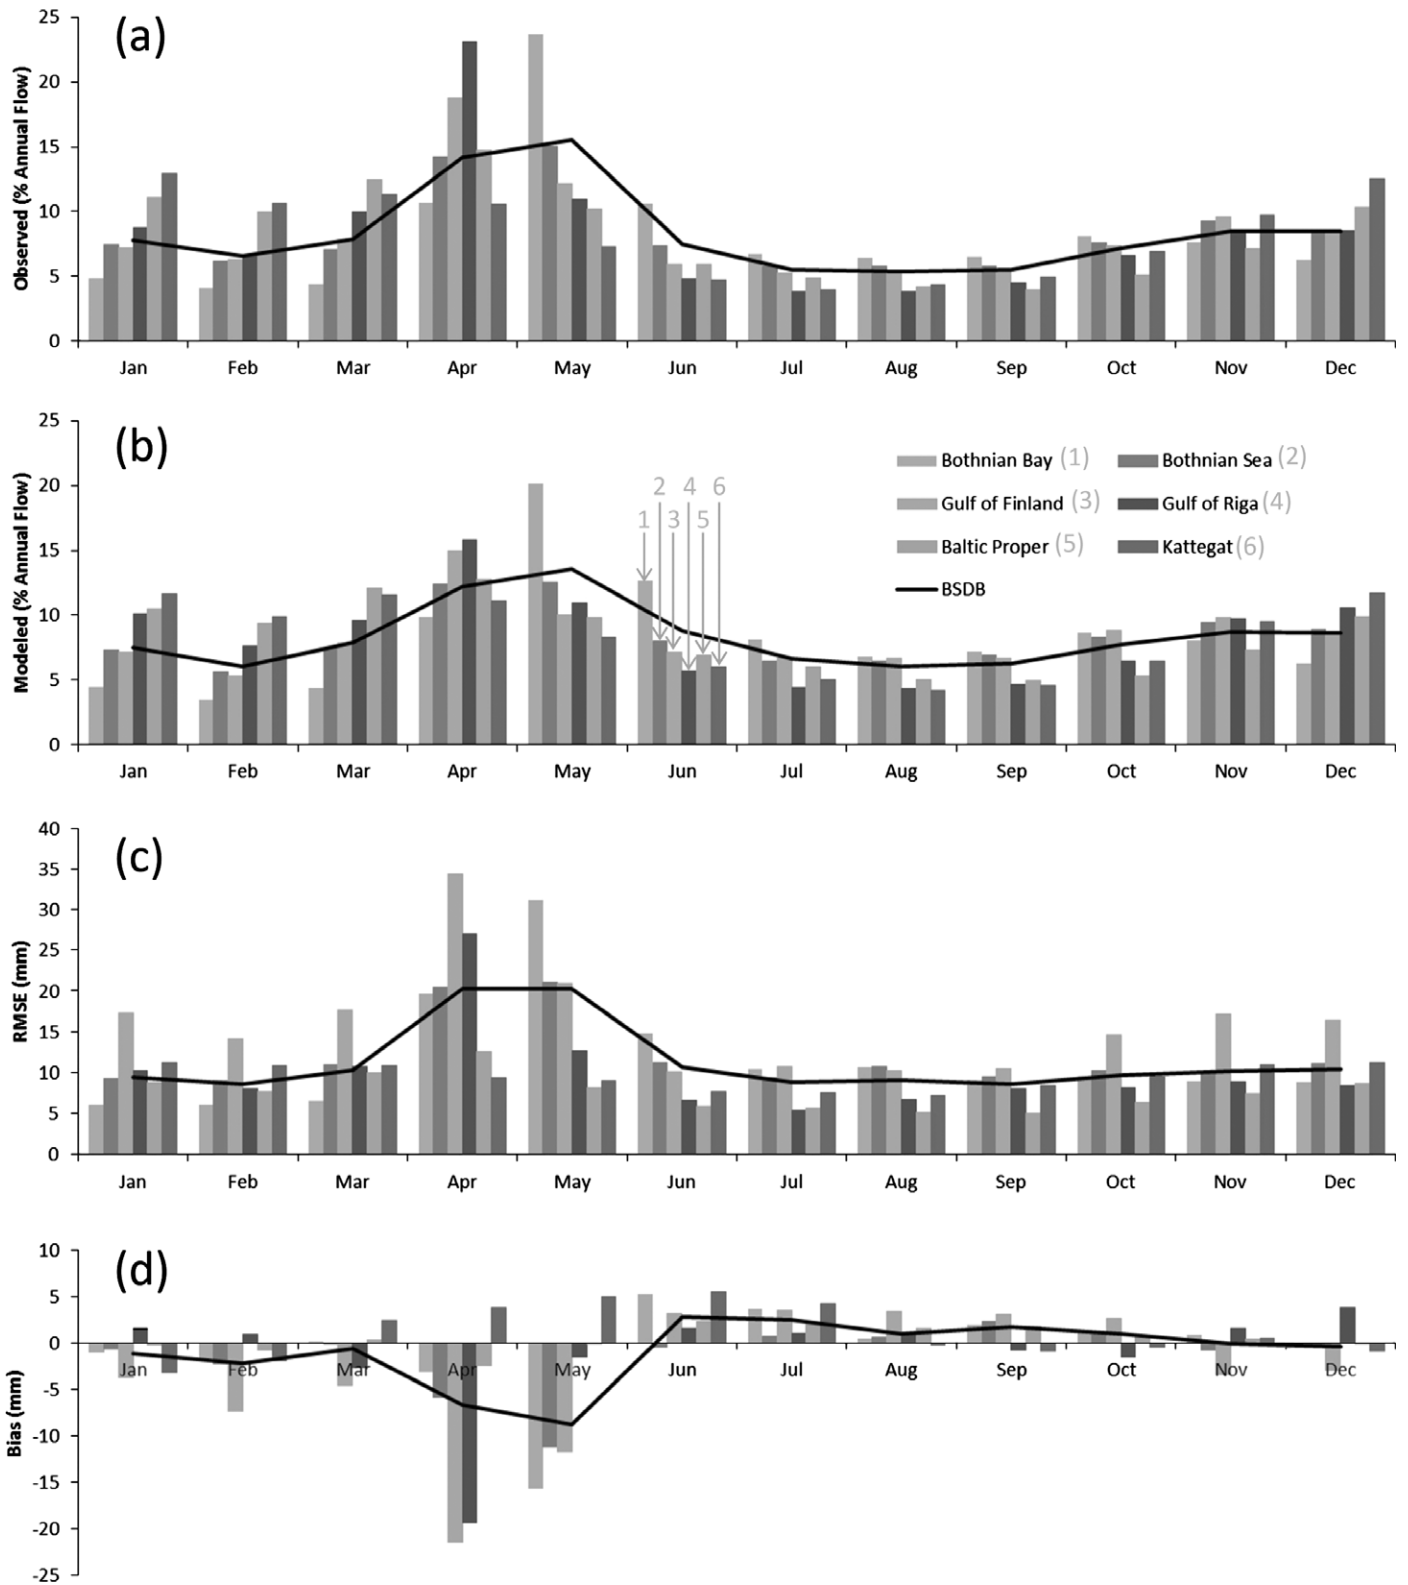 (a)
Observed (% Annual Flow)
25
20
15
10
5
0
Jan Feb Mar Apr May Jun Jul Aug Sep Oct Nov Dec
(b)
Modeled (% Annual Flow)
25
20
15
10
5
0
Bothnian Bay (1) Bothnian Sea (2)
Gulf of Finland (3) Gulf of Riga (4)
Baltic Proper (5) Kattegat (6)
BSDB
2 4 6
1 3 5
Jan Feb Mar Apr May Jun Jul Aug Sep Oct Nov Dec
(c)
RMSE (mm)
40
35
30
25
20
15
10
5
0
Jan Feb Mar Apr May Jun Jul Aug Sep Oct Nov Dec
(d)
Bias (mm)
10
5
0
-5
-10
-15
-20
-25
Jan Feb Mar Apr May Jun Jul Aug Sep Oct Nov Dec